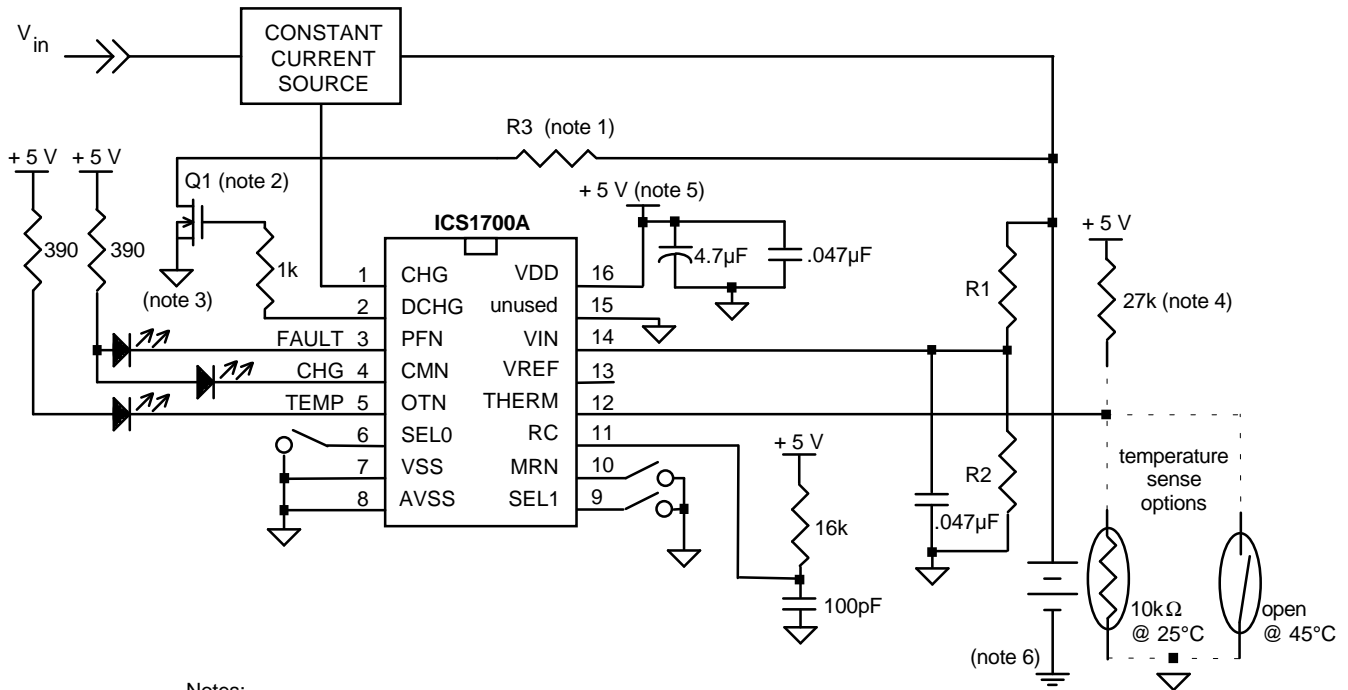 V in
CONSTANT
CURRENT
SOURCE
R3 (note 1)
+ 5 V
+ 5 V
Q1 (note 2)
+ 5 V (note 5)
ICS1700A
+ 5 V
390
390
1k
4.7µF
.047µF
(note 3)
R1
27k (note 4)
1
CHG
VDD
16
2
DCHG
unused
15
FAULT
3
PFN
VIN
14
CHG
4
CMN
VREF
13
TEMP
5
OTN
THERM
12
6
SEL0
RC
11
7
VSS
MRN
10
8
AVSS
SEL1
9
+ 5 V
16k
100pF
R2
.047µF
temperature
sense
options
10kΩ
@ 25°C
open
@ 45°C
(note 6)
Notes: